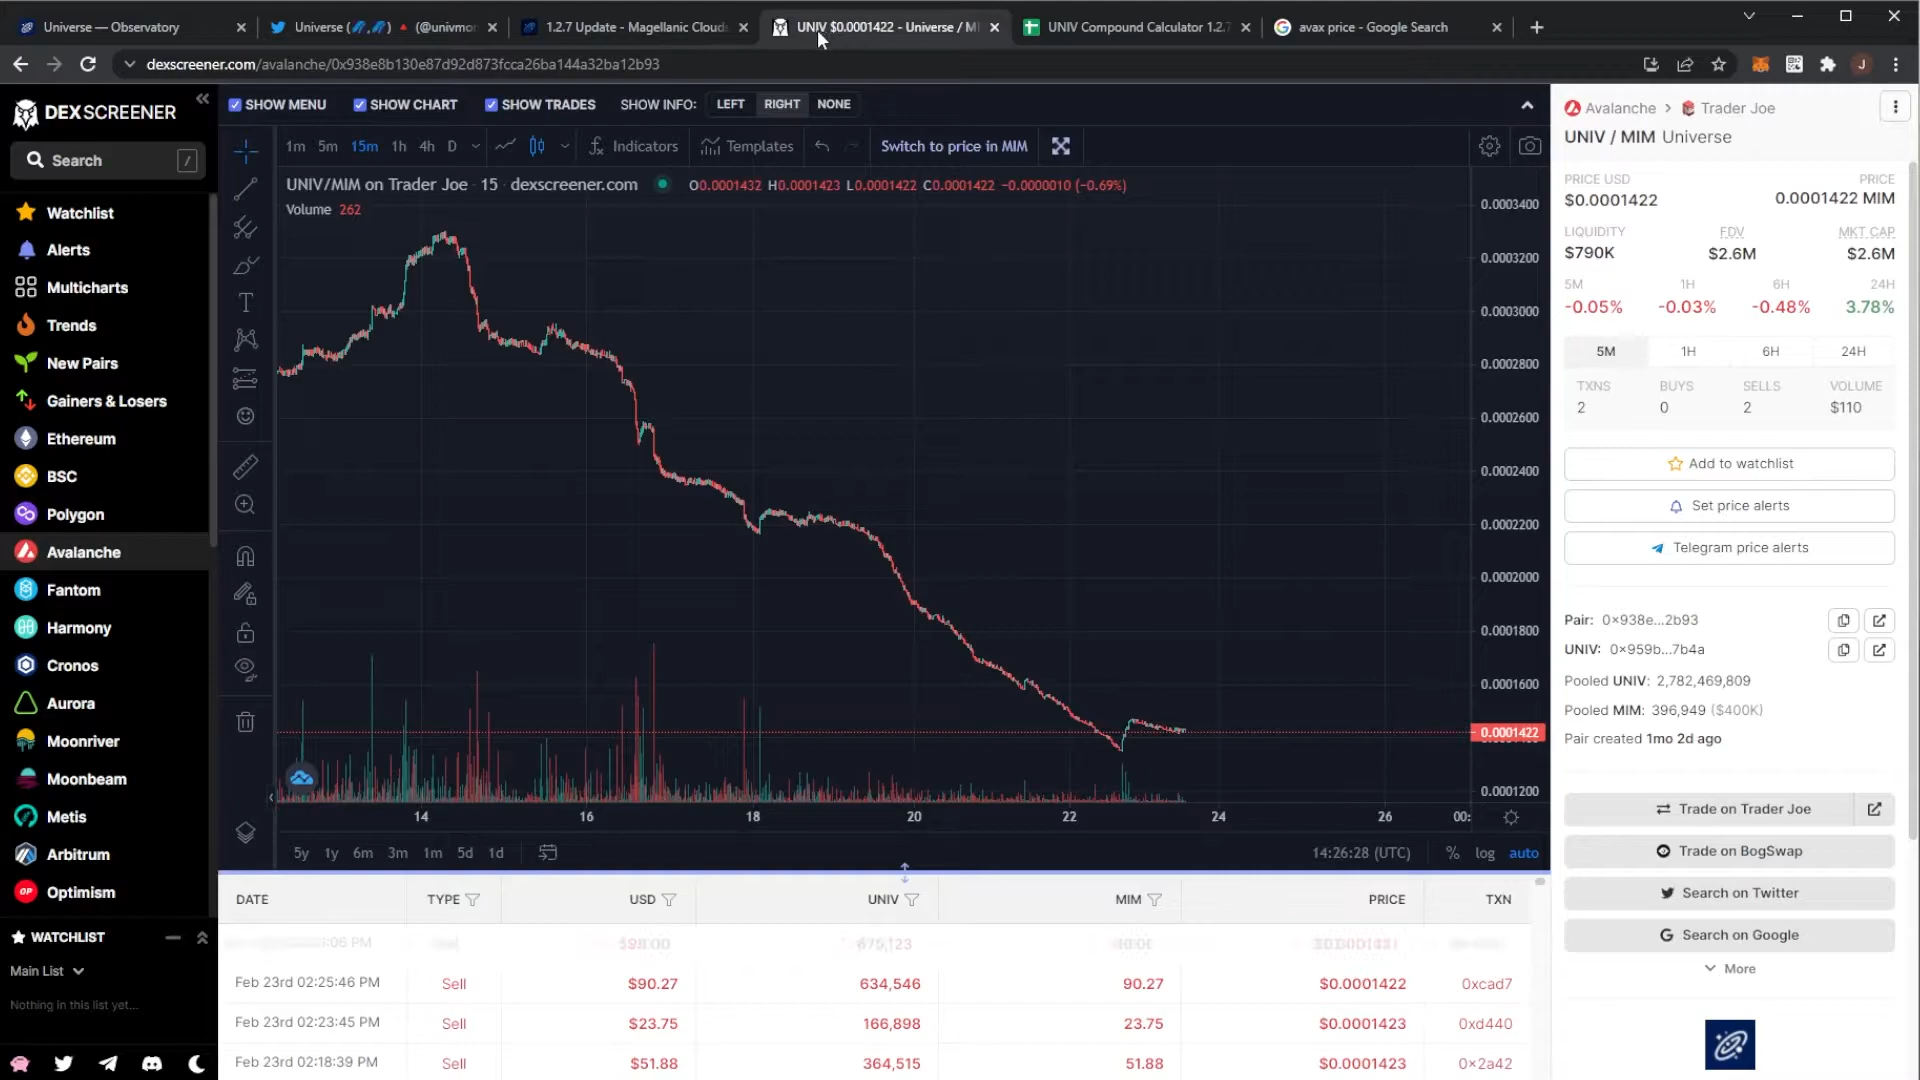 Universe — Observatory
Universe ( , ) (@univmon
1.2.7 Update - Magellanic Clouds
UNIV $0.0001422 - Universe / MI
UNIV Compound Calculator 1.2.7
avax price - Google Search
dexscreener.com/avalanche/0x938e8b130e87d92d873fcca26ba144a32ba12b93
J
DEXSCREENER
Search /
Watchlist
Alerts
Multicharts
Trends
New Pairs
Gainers & Losers
Ethereum
BSC
Polygon
Avalanche
Fantom
Harmony
Cronos
Aurora
Moonriver
Moonbeam
Metis
Arbitrum
OP Optimism
WATCHLIST
Main List
Nothing in this list yet...
SHOW MENU SHOW CHART SHOW TRADES SHOW INFO: LEFT RIGHT NONE
1m 5m 15m 1h 4h D Indicators Templates Switch to price in MIM
UNIV/MIM on Trader Joe · 15 · dexscreener.com O0.0001432 H0.0001423 L0.0001422 C0.0001422 −0.0000010 (−0.69%)
Volume 262
0.0003400
0.0003200
0.0003000
0.0002800
0.0002600
0.0002400
0.0002200
0.0002000
0.0001800
0.0001600
0.0001422
0.0001200
14 16 18 20 22 24 26 00:
5y 1y 6m 3m 1m 5d 1d 14:26:28 (UTC) % log auto
DATE TYPE USD UNIV MIM PRICE TXN
Feb 23rd 02:25:46 PM Sell $90.27 634,546 90.27 $0.0001422 0xcad7
Feb 23rd 02:23:45 PM Sell $23.75 166,898 23.75 $0.0001423 0xd440
Feb 23rd 02:18:39 PM Sell $51.88 364,515 51.88 $0.0001423 0x2a42
Avalanche > Trader Joe
UNIV / MIM Universe
PRICE USD PRICE
$0.0001422 0.0001422 MIM
LIQUIDITY FDV MKT CAP
$790K $2.6M $2.6M
5M 1H 6H 24H
-0.05% -0.03% -0.48% 3.78%
5M 1H 6H 24H
TXNS BUYS SELLS VOLUME
2 0 2 $110
Add to watchlist
Set price alerts
Telegram price alerts
Pair: 0x938e...2b93
UNIV: 0x959b...7b4a
Pooled UNIV: 2,782,469,809
Pooled MIM: 396,949 ($400K)
Pair created 1mo 2d ago
Trade on Trader Joe
Trade on BogSwap
Search on Twitter
Search on Google
More